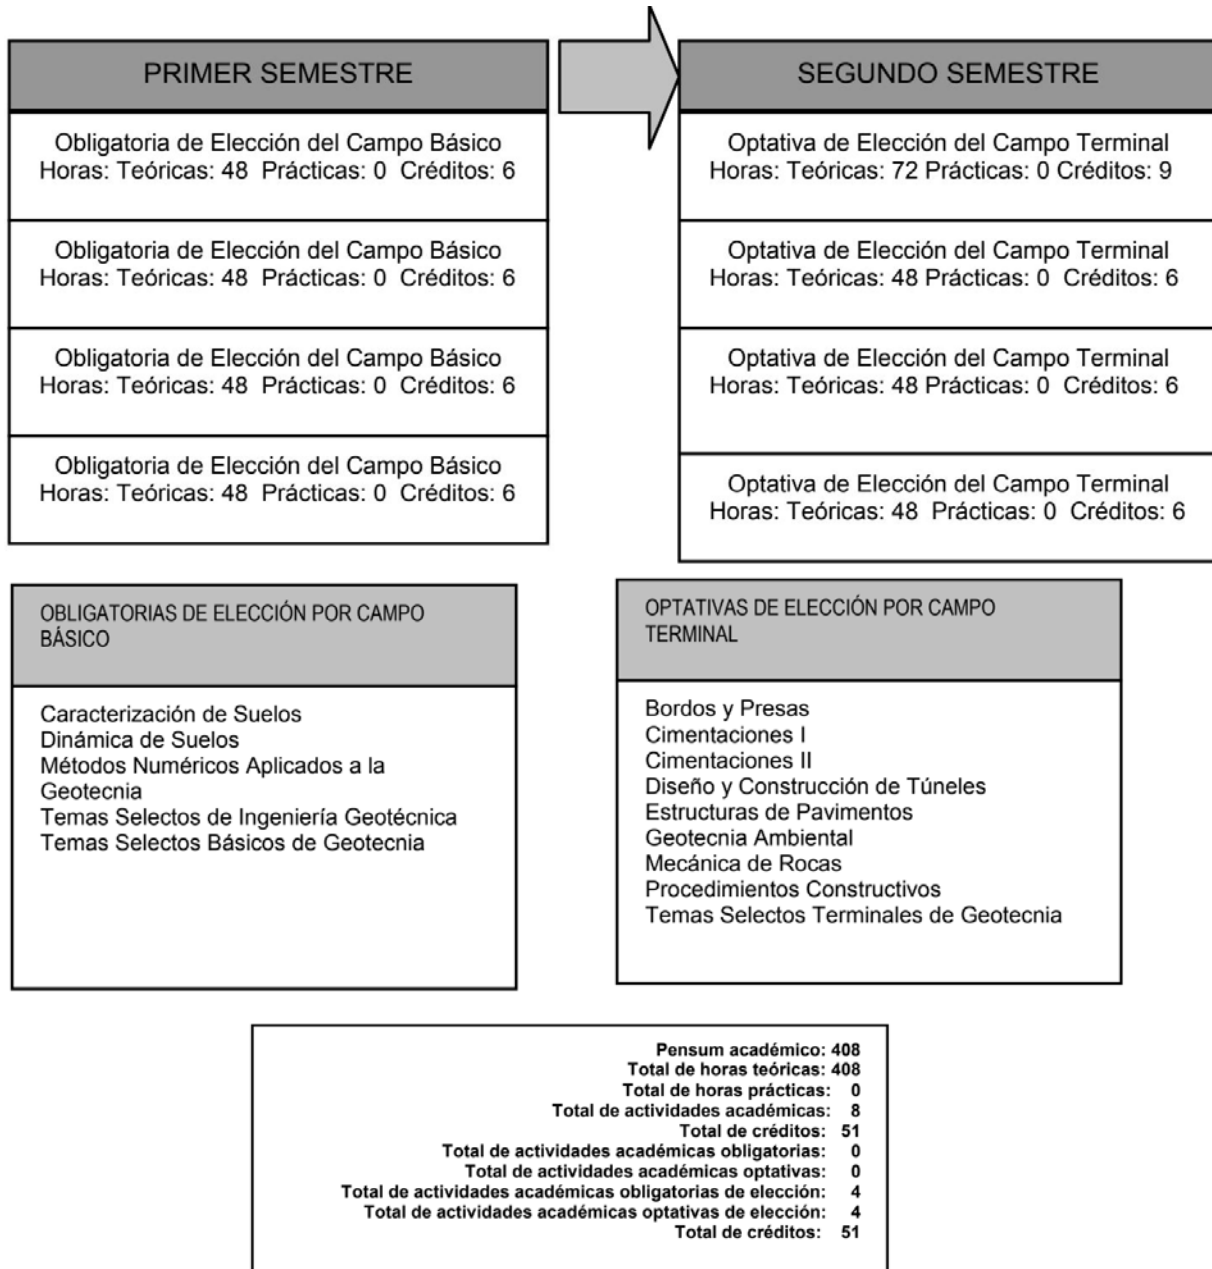 PRIMER SEMESTRE
Obligatoria de Elección del Campo Básico
Horas: Teóricas: 48 Prácticas: 0 Créditos: 6
Obligatoria de Elección del Campo Básico
Horas: Teóricas: 48 Prácticas: 0 Créditos: 6
Obligatoria de Elección del Campo Básico
Horas: Teóricas: 48 Prácticas: 0 Créditos: 6
Obligatoria de Elección del Campo Básico
Horas: Teóricas: 48 Prácticas: 0 Créditos: 6
SEGUNDO SEMESTRE
Optativa de Elección del Campo Terminal
Horas: Teóricas: 72 Prácticas: 0 Créditos: 9
Optativa de Elección del Campo Terminal
Horas: Teóricas: 48 Prácticas: 0 Créditos: 6
Optativa de Elección del Campo Terminal
Horas: Teóricas: 48 Prácticas: 0 Créditos: 6
Optativa de Elección del Campo Terminal
Horas: Teóricas: 48 Prácticas: 0 Créditos: 6
OBLIGATORIAS DE ELECCIÓN POR CAMPO
BÁSICO
Caracterización de Suelos
Dinámica de Suelos
Métodos Numéricos Aplicados a la
Geotecnia
Temas Selectos de Ingeniería Geotécnica
Temas Selectos Básicos de Geotecnia
OPTATIVAS DE ELECCIÓN POR CAMPO
TERMINAL
Bordos y Presas
Cimentaciones I
Cimentaciones II
Diseño y Construcción de Túneles
Estructuras de Pavimentos
Geotecnia Ambiental
Mecánica de Rocas
Procedimientos Constructivos
Temas Selectos Terminales de Geotecnia
Pensum académico: 408
Total de horas teóricas: 408
Total de horas prácticas: 0
Total de actividades académicas: 8
Total de créditos: 51
Total de actividades académicas obligatorias: 0
Total de actividades académicas optativas: 0
Total de actividades académicas obligatorias de elección: 4
Total de actividades académicas optativas de elección: 4
Total de créditos: 51